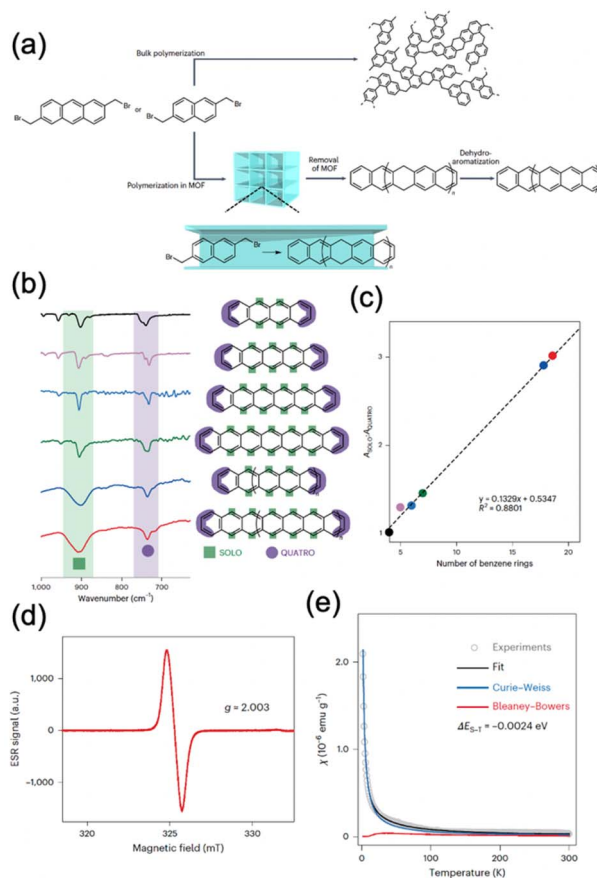 (a)
Bulk polymerization
Br
Br
or
Br
Br
Polymerization in MOF
Removal
of MOF
Dehydro-
aromatization
n
n
Br
Br
n
(b)
1,000
900
800
700
Wavenumber (cm⁻¹)
SOLO
QUATRO
(c)
3
2
1
A_SOLO:A_QUATRO
y = 0.1329x + 0.5347
R² = 0.8801
5
10
15
20
Number of benzene rings
(d)
1,000
0
−1,000
ESR signal (a.u.)
g = 2.003
320
325
330
Magnetic field (mT)
(e)
2.0
1.0
0
χ (10⁻⁶ emu g⁻¹)
Experiments
Fit
Curie–Weiss
Bleaney–Bowers
ΔE_S–T = −0.0024 eV
0
100
200
300
Temperature (K)